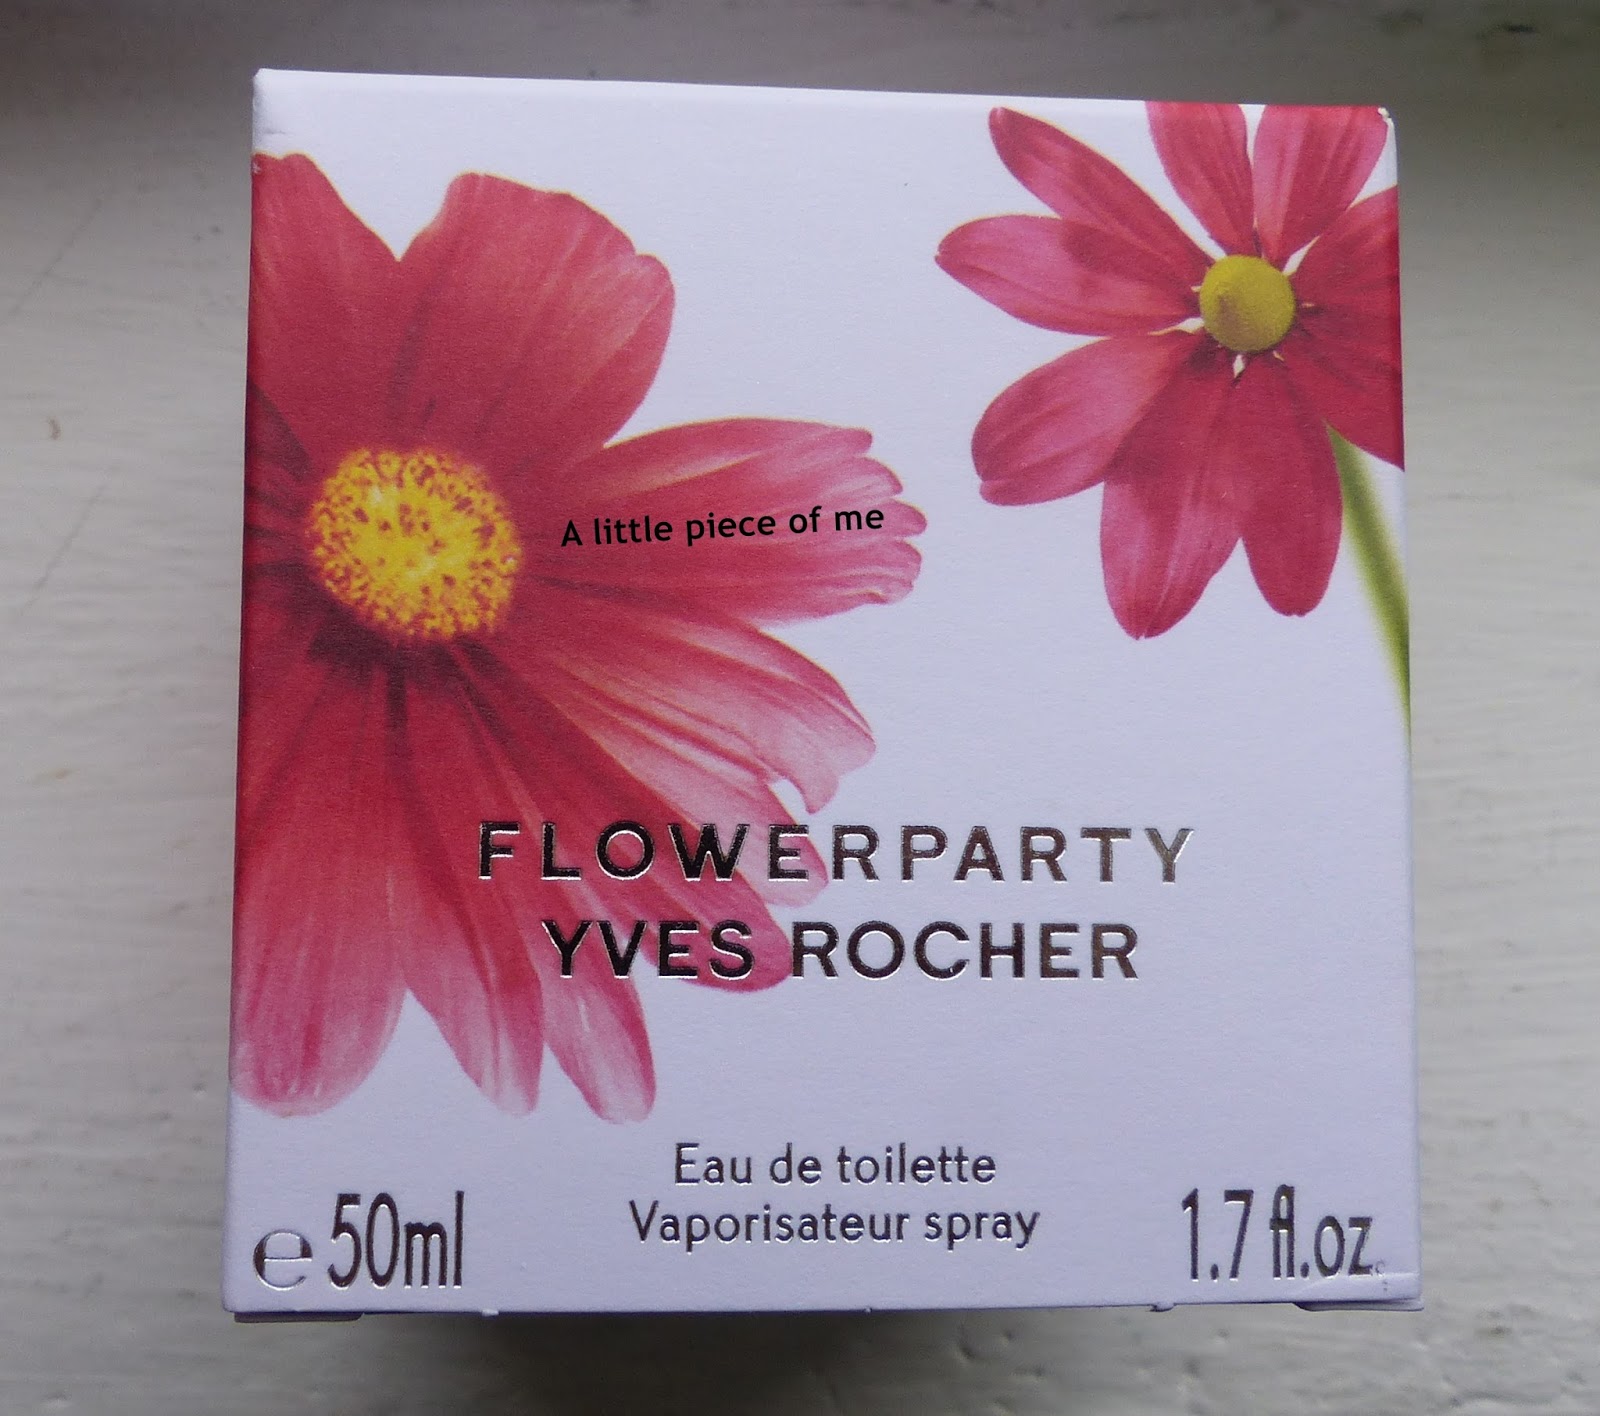 A little piece of me
FLOWERPARTY
YVES ROCHER
Eau de toilette
Vaporisateur spray
℮ 50ml
1.7 fl.oz.